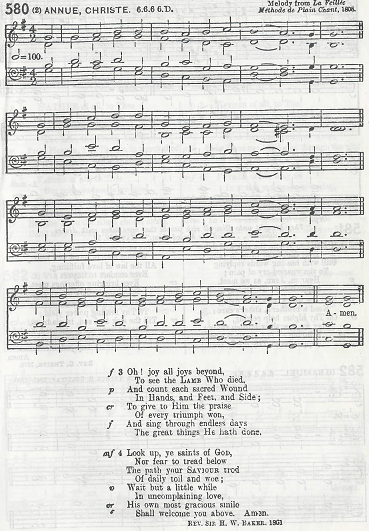 580 (2) ANNUE, CHRISTE. 6.6.6 6.D.
Melody from La Feillée
Méthode de Plain Chant, 1808.
=100.
A - men.
f 3 Oh! joy all joys beyond,
To see the LAMB Who died,
p And count each sacred Wound
In Hands, and Feet, and Side;
cr To give to Him the praise
Of every triumph won,
f And sing through endless days
The great things He hath done.
mf 4 Look up, ye saints of GOD,
Nor fear to tread below
The path your SAVIOUR trod
Of daily toil and woe;
p Wait but a little while
In uncomplaining love,
cr His own most gracious smile
Shall welcome you above. Amen.
REV. SIR H. W. BAKER. 1861